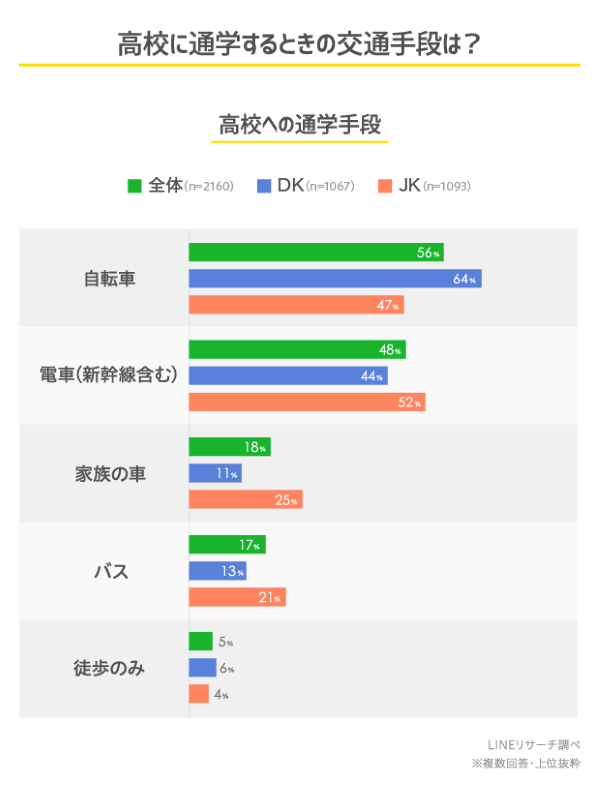 高校に通学するときの交通手段は？
高校への通学手段
全体(n=2160) DK(n=1067) JK(n=1093)
自転車
56%
64%
47%
電車(新幹線含む)
48%
44%
52%
家族の車
18%
11%
25%
バス
17%
13%
21%
徒歩のみ
5%
6%
4%
LINEリサーチ調べ
※複数回答・上位抜粋